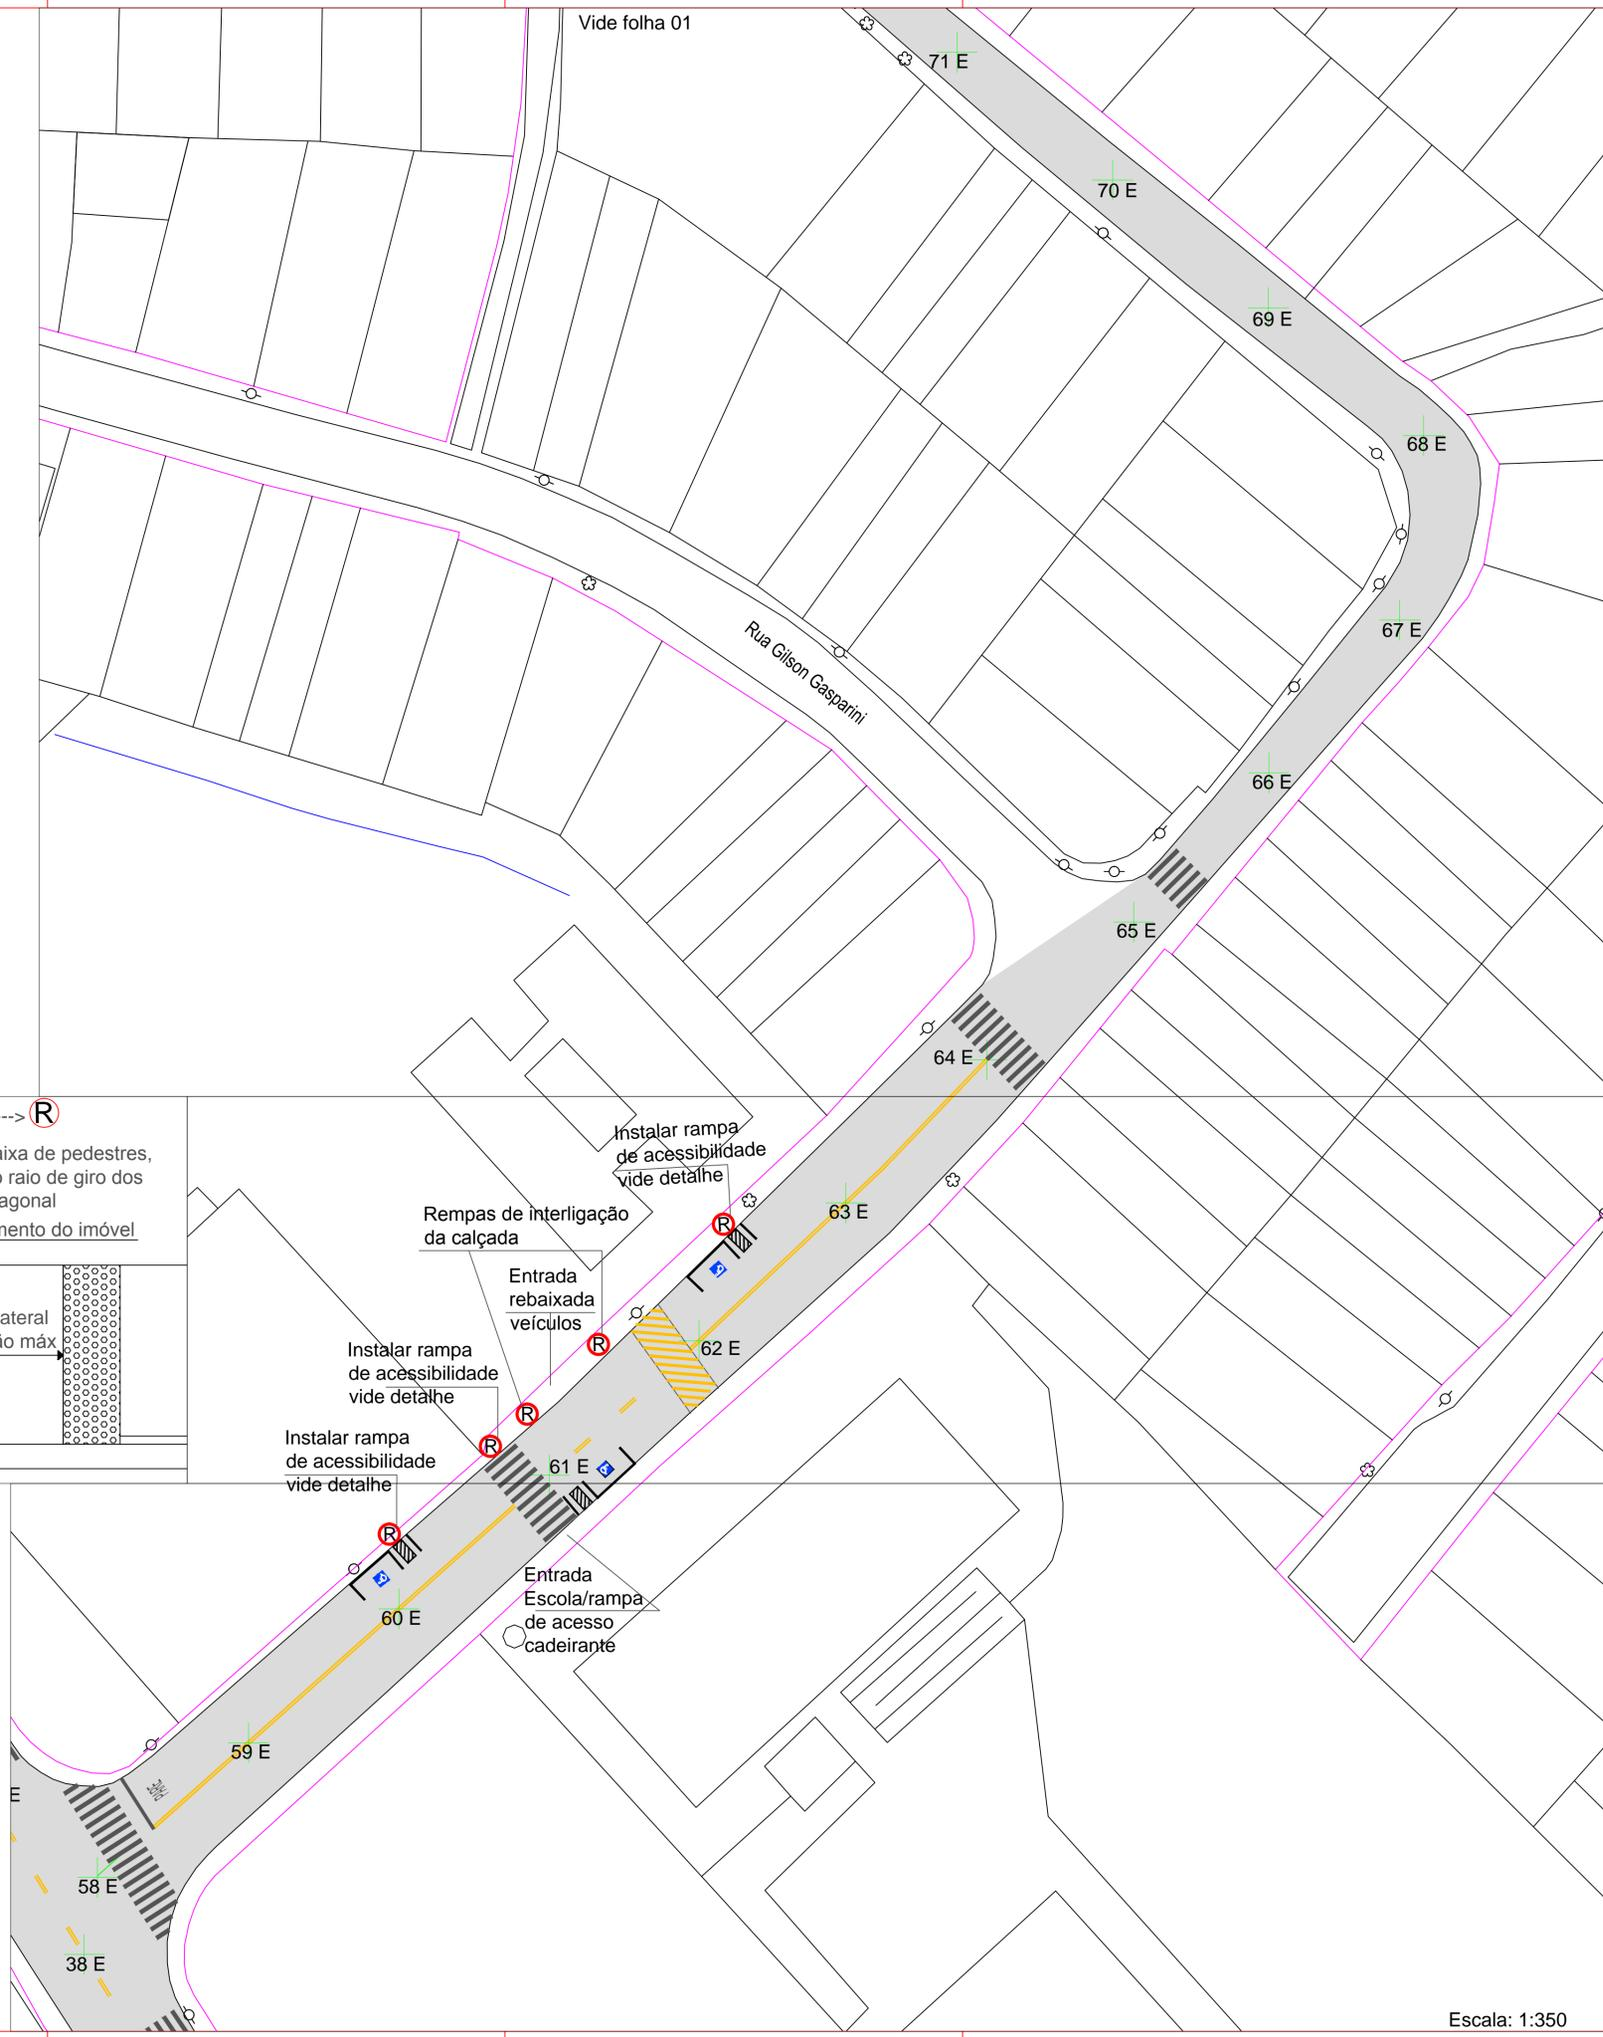 Vide folha 01
71 E
70 E
69 E
68 E
67 E
66 E
65 E
64 E
63 E
62 E
61 E
60 E
59 E
58 E
38 E
E
Rua Gilson Gasparini
--> R
aixa de pedestres,
o raio de giro dos
agonal
mento do imóvel
ateral
ão máx
Instalar rampa
de acessibilidade
vide detalhe
R
Rempas de interligação
da calçada
R
R
Entrada
rebaixada
veículos
Instalar rampa
de acessibilidade
vide detalhe
R
Instalar rampa
de acessibilidade
vide detalhe
R
Entrada
Escola/rampa
de acesso
cadeirante
PARE
Escala: 1:350